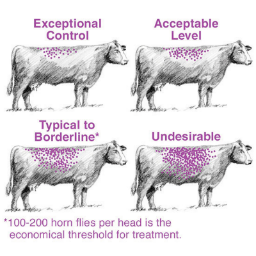 Exceptional
Control
Acceptable
Level
Typical to
Borderline*
Undesirable
*100-200 horn flies per head is the
economical threshold for treatment.